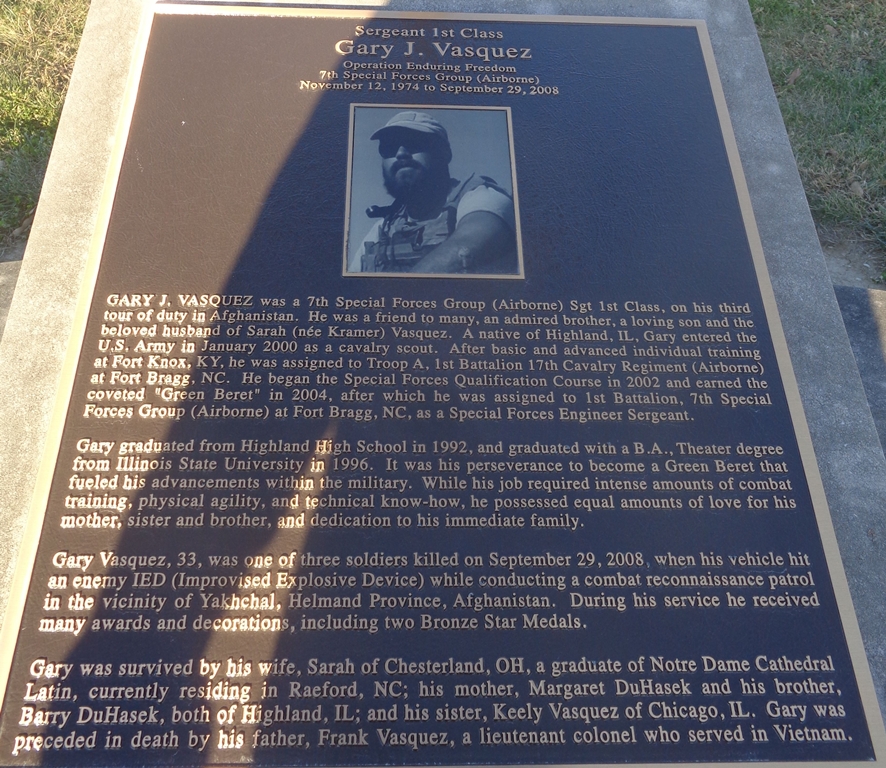 Sergeant 1st Class
Gary J. Vasquez
Operation Enduring Freedom
7th Special Forces Group (Airborne)
November 12, 1974 to September 29, 2008
GARY J. VASQUEZ was a 7th Special Forces Group (Airborne) Sgt 1st Class, on his third
tour of duty in Afghanistan. He was a friend to many, an admired brother, a loving son and the
beloved husband of Sarah (née Kramer) Vasquez. A native of Highland, IL, Gary entered the
U.S. Army in January 2000 as a cavalry scout. After basic and advanced individual training
at Fort Knox, KY, he was assigned to Troop A, 1st Battalion 17th Cavalry Regiment (Airborne)
at Fort Bragg, NC. He began the Special Forces Qualification Course in 2002 and earned the
coveted "Green Beret" in 2004, after which he was assigned to 1st Battalion, 7th Special
Forces Group (Airborne) at Fort Bragg, NC, as a Special Forces Engineer Sergeant.
Gary graduated from Highland High School in 1992, and graduated with a B.A., Theater degree
from Illinois State University in 1996. It was his perseverance to become a Green Beret that
fueled his advancements within the military. While his job required intense amounts of combat
training, physical agility, and technical know-how, he possessed equal amounts of love for his
mother, sister and brother, and dedication to his immediate family.
Gary Vasquez, 33, was one of three soldiers killed on September 29, 2008, when his vehicle hit
an enemy IED (Improvised Explosive Device) while conducting a combat reconnaissance patrol
in the vicinity of Yakhchal, Helmand Province, Afghanistan. During his service he received
many awards and decorations, including two Bronze Star Medals.
Gary was survived by his wife, Sarah of Chesterland, OH, a graduate of Notre Dame Cathedral
Latin, currently residing in Raeford, NC; his mother, Margaret DuHasek and his brother,
Barry DuHasek, both of Highland, IL; and his sister, Keely Vasquez of Chicago, IL. Gary was
preceded in death by his father, Frank Vasquez, a lieutenant colonel who served in Vietnam.